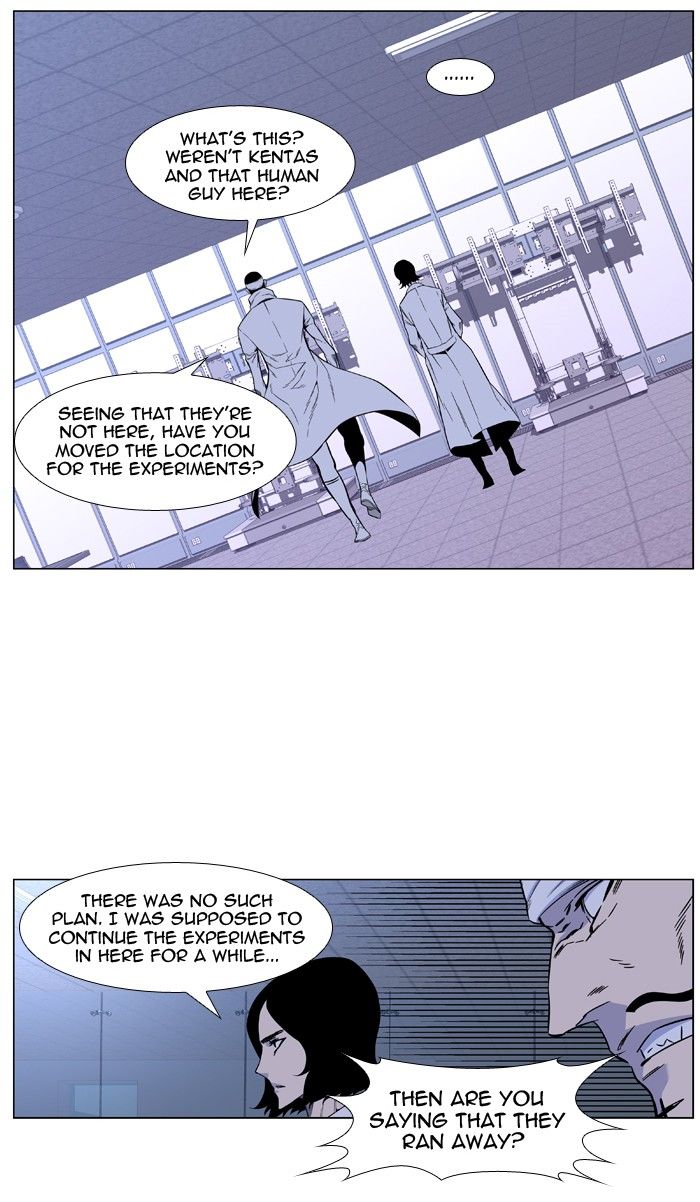 ......
WHAT'S THIS?
WEREN'T KENTAS
AND THAT HUMAN
GUY HERE?
SEEING THAT THEY'RE
NOT HERE, HAVE YOU
MOVED THE LOCATION
FOR THE EXPERIMENTS?
THERE WAS NO SUCH
PLAN. I WAS SUPPOSED TO
CONTINUE THE EXPERIMENTS
IN HERE FOR A WHILE...
THEN ARE YOU
SAYING THAT THEY
RAN AWAY?